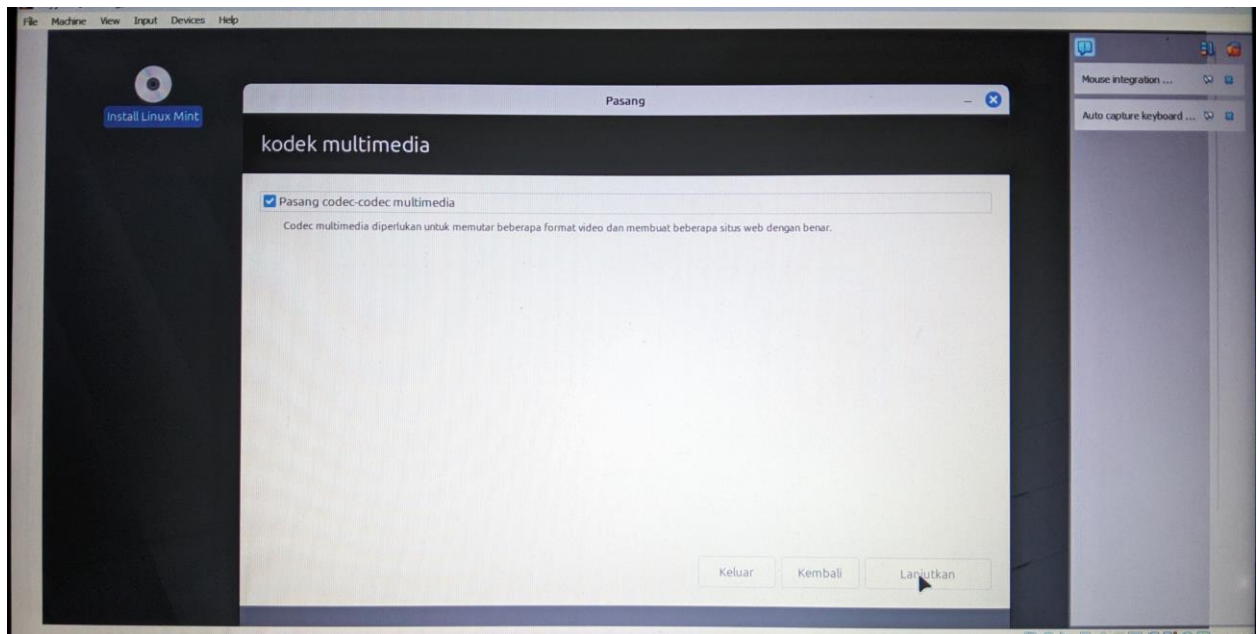 File Machine View Input Devices Help
Install Linux Mint
Pasang
kodek multimedia
Pasang codec-codec multimedia
Codec multimedia diperlukan untuk memutar beberapa format video dan membuat beberapa situs web dengan benar.
Keluar Kembali Lanjutkan
Mouse integration ...
Auto capture keyboard ...